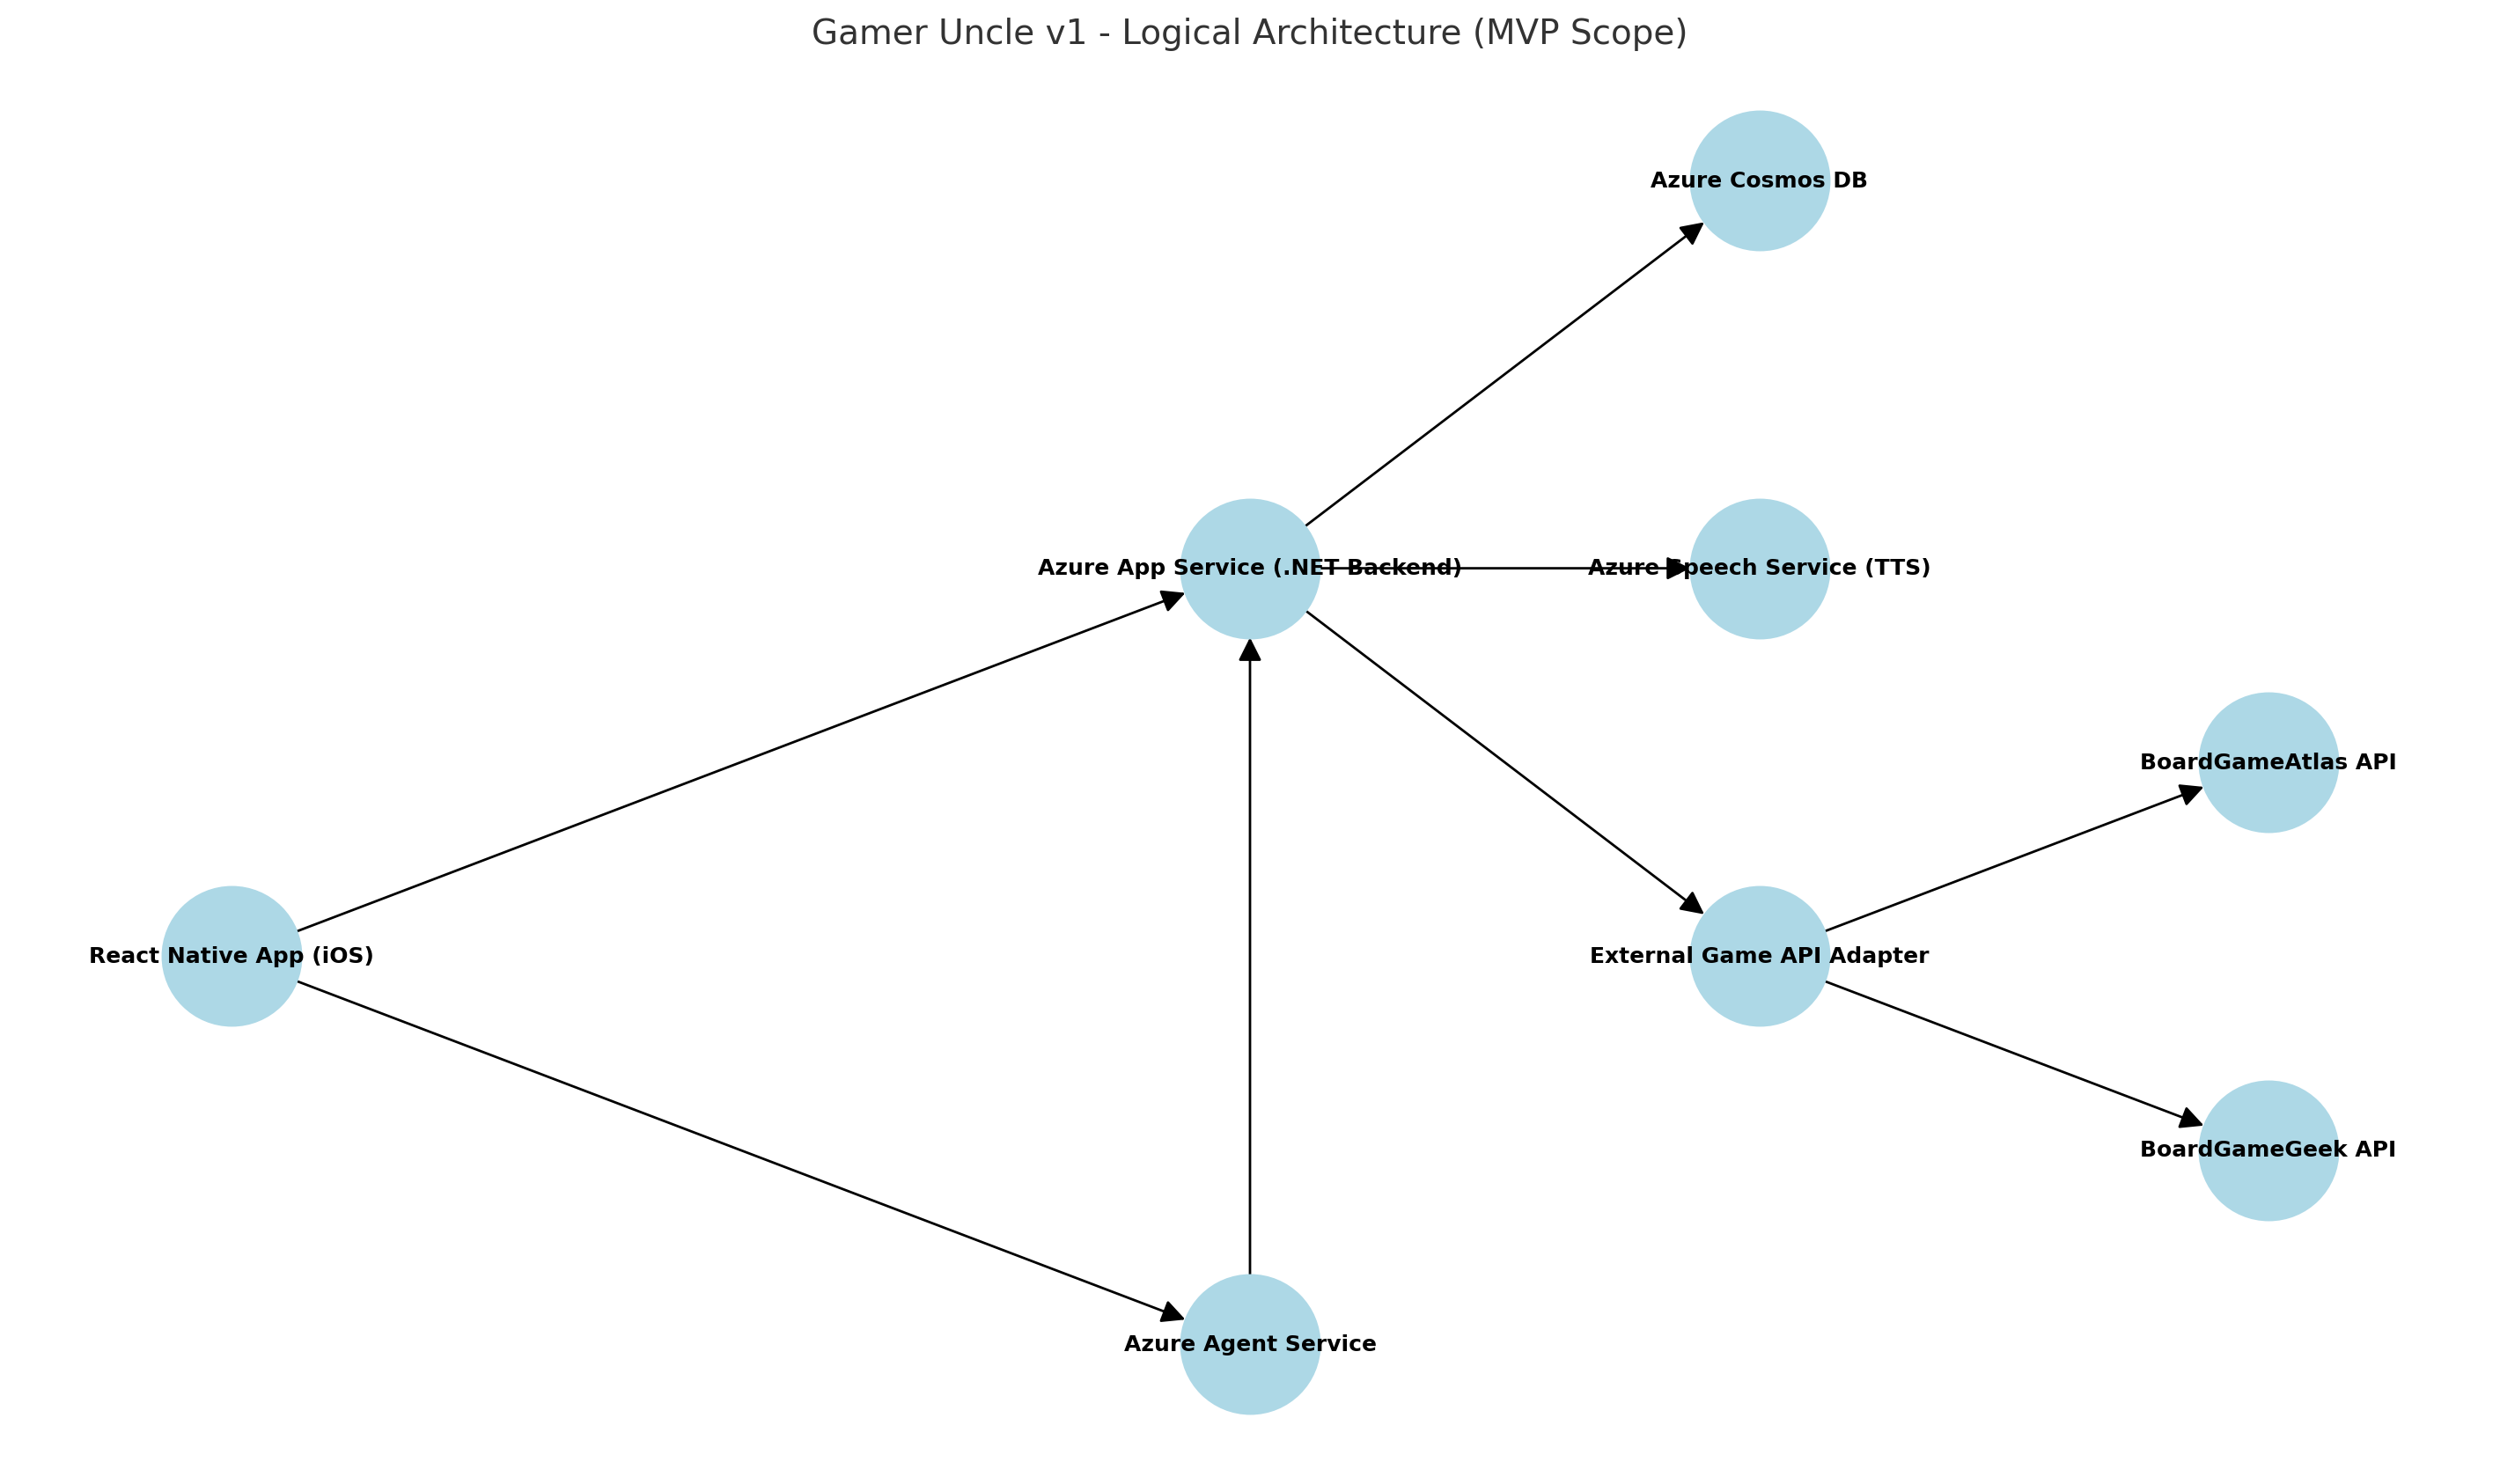 Gamer Uncle v1 - Logical Architecture (MVP Scope)
Azure Cosmos DB
Azure App Service (.NET Backend)
Azure Speech Service (TTS)
BoardGameAtlas API
React Native App (iOS)
External Game API Adapter
BoardGameGeek API
Azure Agent Service